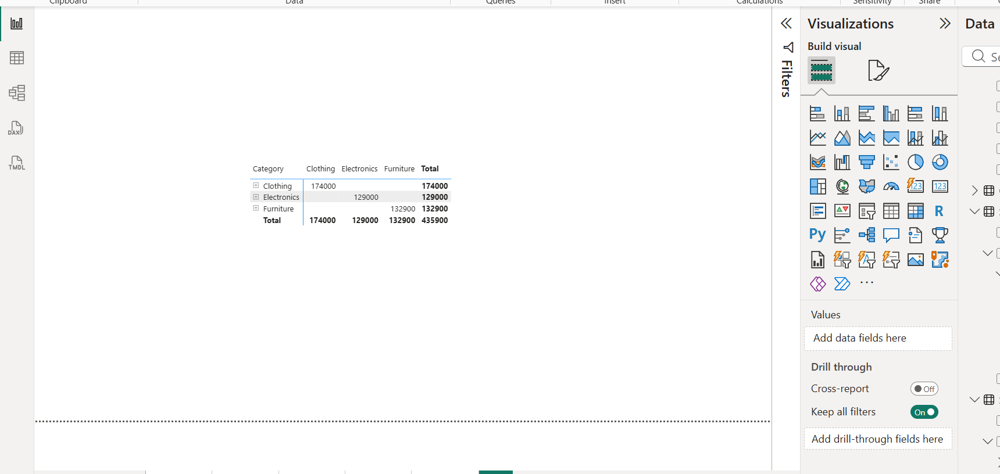 Clipboard Data Queries Insert Calculations Sensitivity Share
Visualizations
Data
Build visual
Filters
DAX
TMDL
Category Clothing Electronics Furniture Total
Clothing 174000 174000
Electronics 129000 129000
Furniture 132900 132900
Total 174000 129000 132900 435900
123
123
R
Py
Values
Add data fields here
Drill through
Cross-report Off
Keep all filters On
Add drill-through fields here